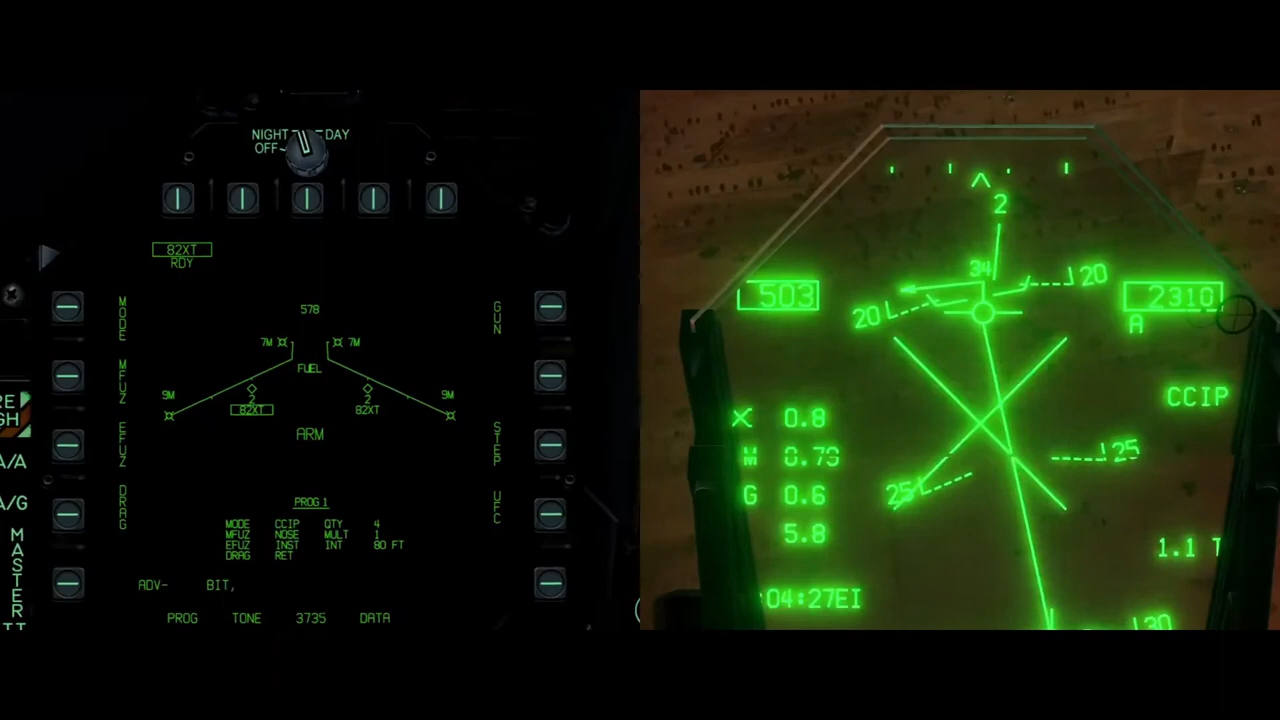 NIGHT DAY
OFF
82XT
RDY
MODE
578
GUN
7M 7M
FUEL
MFUZ
9M 9M
2 2
82XT 82XT
ARM
EFUZ
STEP
A/A
DRAG
UFC
A/G
PROG 1
MODE CCIP QTY 4
MFUZ NOSE MULT 1
EFUZ INST INT 80 FT
DRAG RET
MASTER
ADV- BIT,
PROG TONE 3735 DATA
2
34
20
503
2310
20
A
CCIP
∝ 0.8
M 0.79
25
G 0.6
25
5.8
1.1 T
04:27EI
30